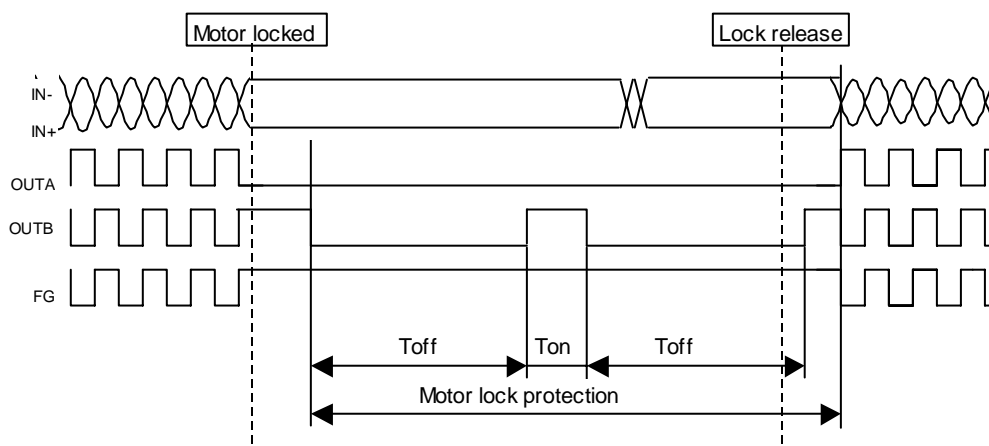 Motor locked
Lock release
IN-
IN+
OUTA
OUTB
FG
Toff
Ton
Toff
Motor lock protection